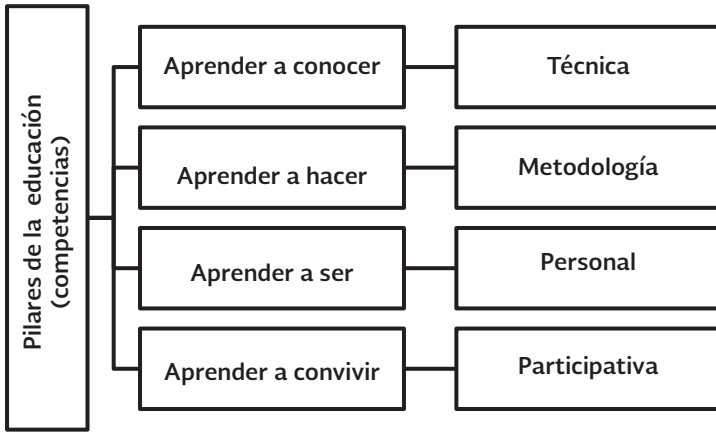 Pilares de la educación
(competencias)
Aprender a conocer
Técnica
Aprender a hacer
Metodología
Aprender a ser
Personal
Aprender a convivir
Participativa